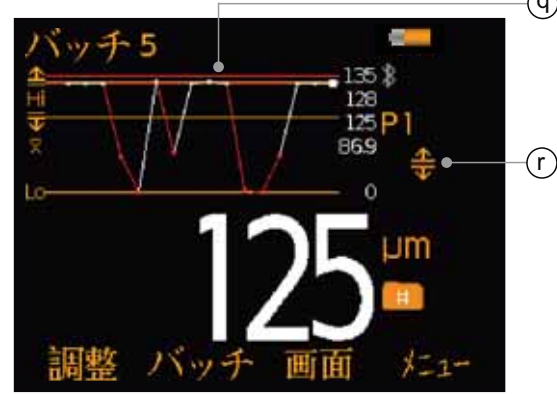 q
バッチ 5
135
Hi 128
125 P1
x̄ 86.9
r
Lo 0
125 µm
#
調整 バッチ 画面 メニュー